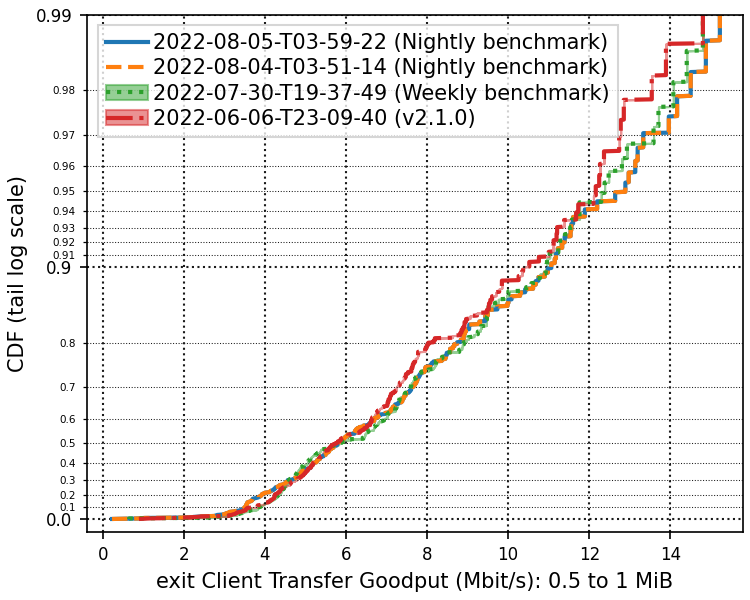 0.99
2022-08-05-T03-59-22 (Nightly benchmark)
2022-08-04-T03-51-14 (Nightly benchmark)
2022-07-30-T19-37-49 (Weekly benchmark)
2022-06-06-T23-09-40 (v2.1.0)
0.98
0.97
0.96
0.95
0.94
0.93
0.92
0.91
0.9
0.8
0.7
0.6
0.5
0.4
0.3
0.2
0.1
0.0
CDF (tail log scale)
0 2 4 6 8 10 12 14
exit Client Transfer Goodput (Mbit/s): 0.5 to 1 MiB